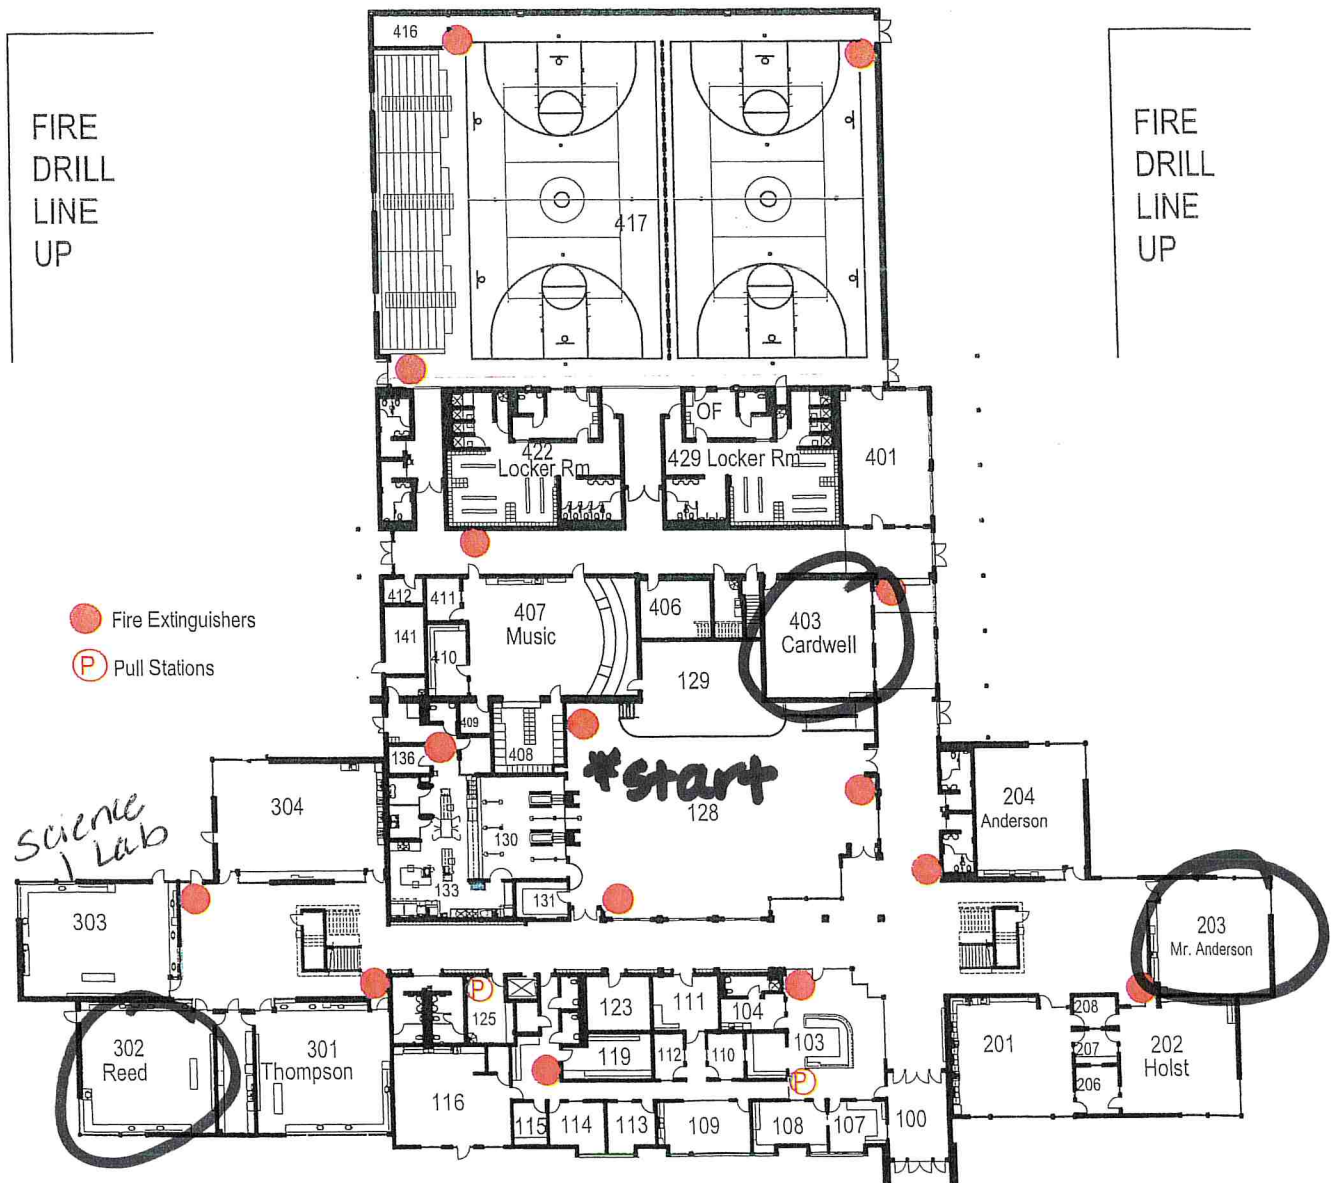 416
FIRE
DRILL
LINE
UP
FIRE
DRILL
LINE
UP
417
OF
422
Locker Rm
429 Locker Rm
401
412
411
407
Music
406
403
Cardwell
Fire Extinguishers
141
410
P Pull Stations
129
409
408
136
*start
128
304
130
204
Anderson
science
Lab
133
131
303
203
Mr. Anderson
P
125
123
111
104
208
302
Reed
301
Thompson
119
112
110
103
201
207
202
Holst
P
206
116
115
114
113
109
108
107
100